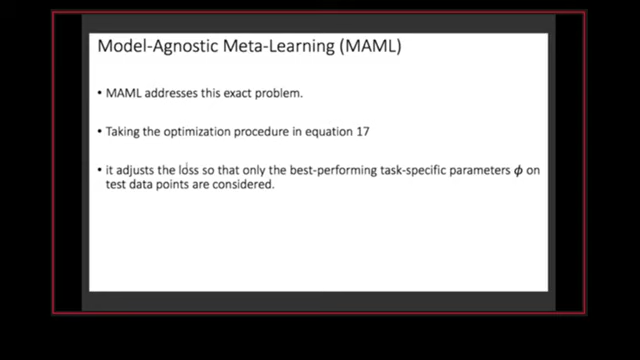 Model-Agnostic Meta-Learning (MAML)
• MAML addresses this exact problem.
• Taking the optimization procedure in equation 17
• it adjusts the loss so that only the best-performing task-specific parameters ϕ on
test data points are considered.